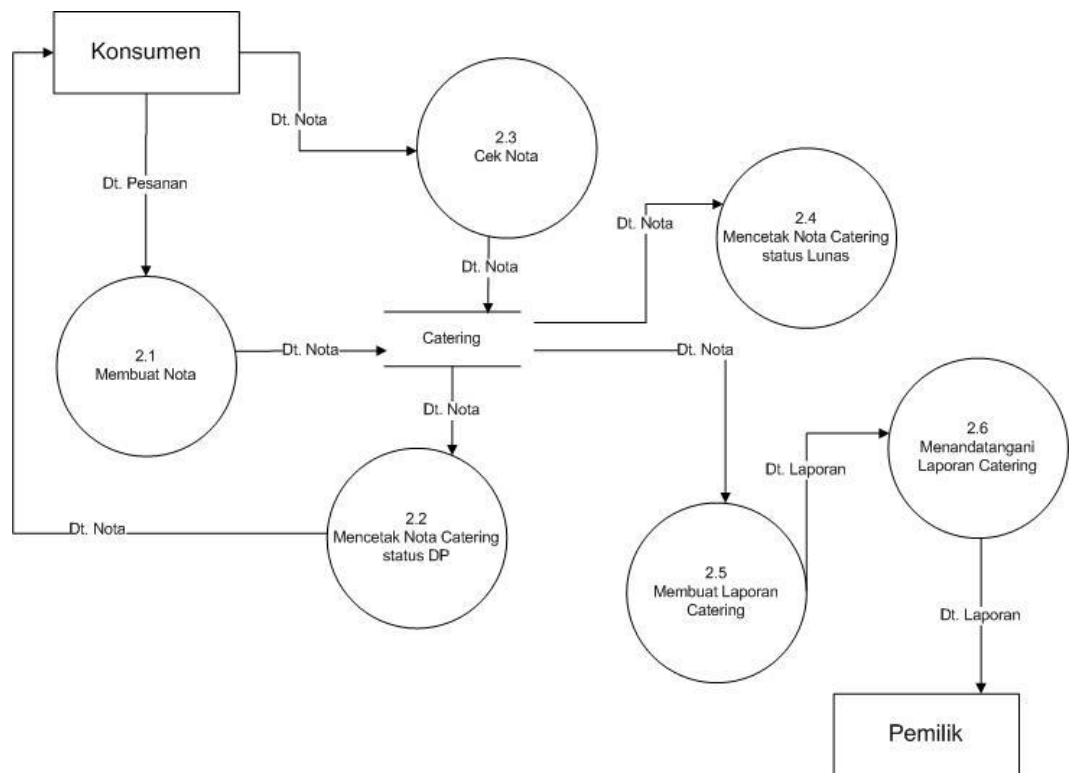 Konsumen
Dt. Nota
2.3
Cek Nota
Dt. Pesanan
2.4
Mencetak Nota Catering
status Lunas
Dt. Nota
Dt. Nota
2.1
Membuat Nota
Dt. Nota
Catering
Dt. Nota
Dt. Nota
2.6
Menandatangani
Laporan Catering
Dt. Laporan
Dt. Nota
2.2
Mencetak Nota Catering
status DP
2.5
Membuat Laporan
Catering
Dt. Laporan
Pemilik